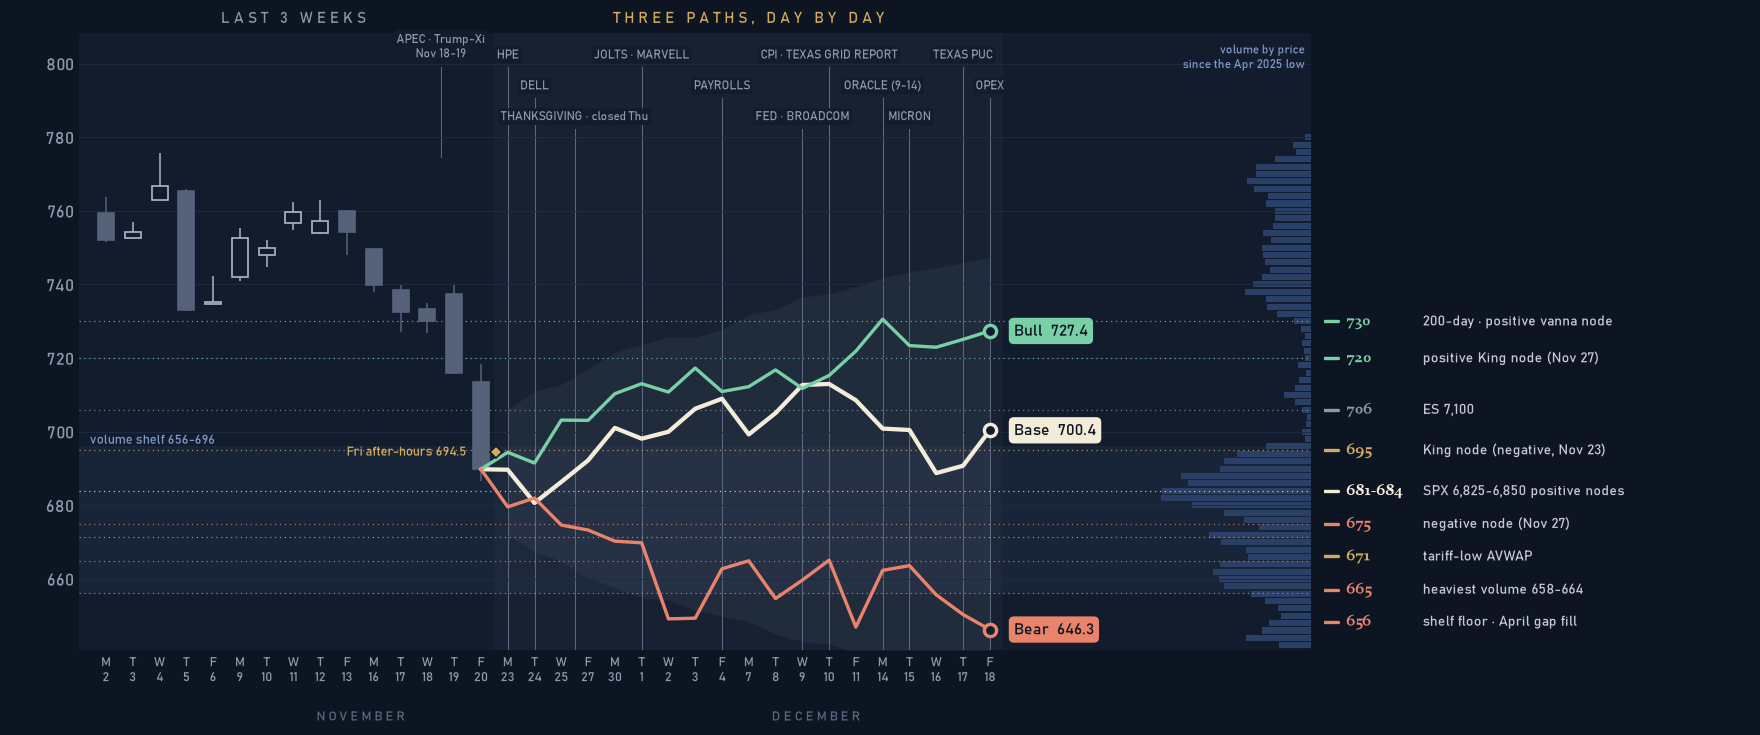 LAST 3 WEEKS
THREE PATHS, DAY BY DAY
APEC · Trump-Xi
Nov 18-19
HPE
JOLTS · MARVELL
CPI · TEXAS GRID REPORT
TEXAS PUC
DELL
PAYROLLS
ORACLE (9-14)
OPEX
THANKSGIVING · closed Thu
FED · BROADCOM
MICRON
volume by price
since the Apr 2025 low
800
780
760
740
720
700
680
660
volume shelf 656-696
Fri after-hours 694.5
Bull 727.4
Base 700.4
Bear 646.3
730 200-day · positive vanna node
720 positive King node (Nov 27)
706 ES 7,100
695 King node (negative, Nov 23)
681-684 SPX 6,825-6,850 positive nodes
675 negative node (Nov 27)
671 tariff-low AVWAP
665 heaviest volume 658-664
656 shelf floor · April gap fill
M T W T F M T W T F M T W T F M T W F M T W T F M T W T F M T W T F
2 3 4 5 6 9 10 11 12 13 16 17 18 19 20 23 24 25 27 30 1 2 3 4 7 8 9 10 11 14 15 16 17 18
NOVEMBER
DECEMBER